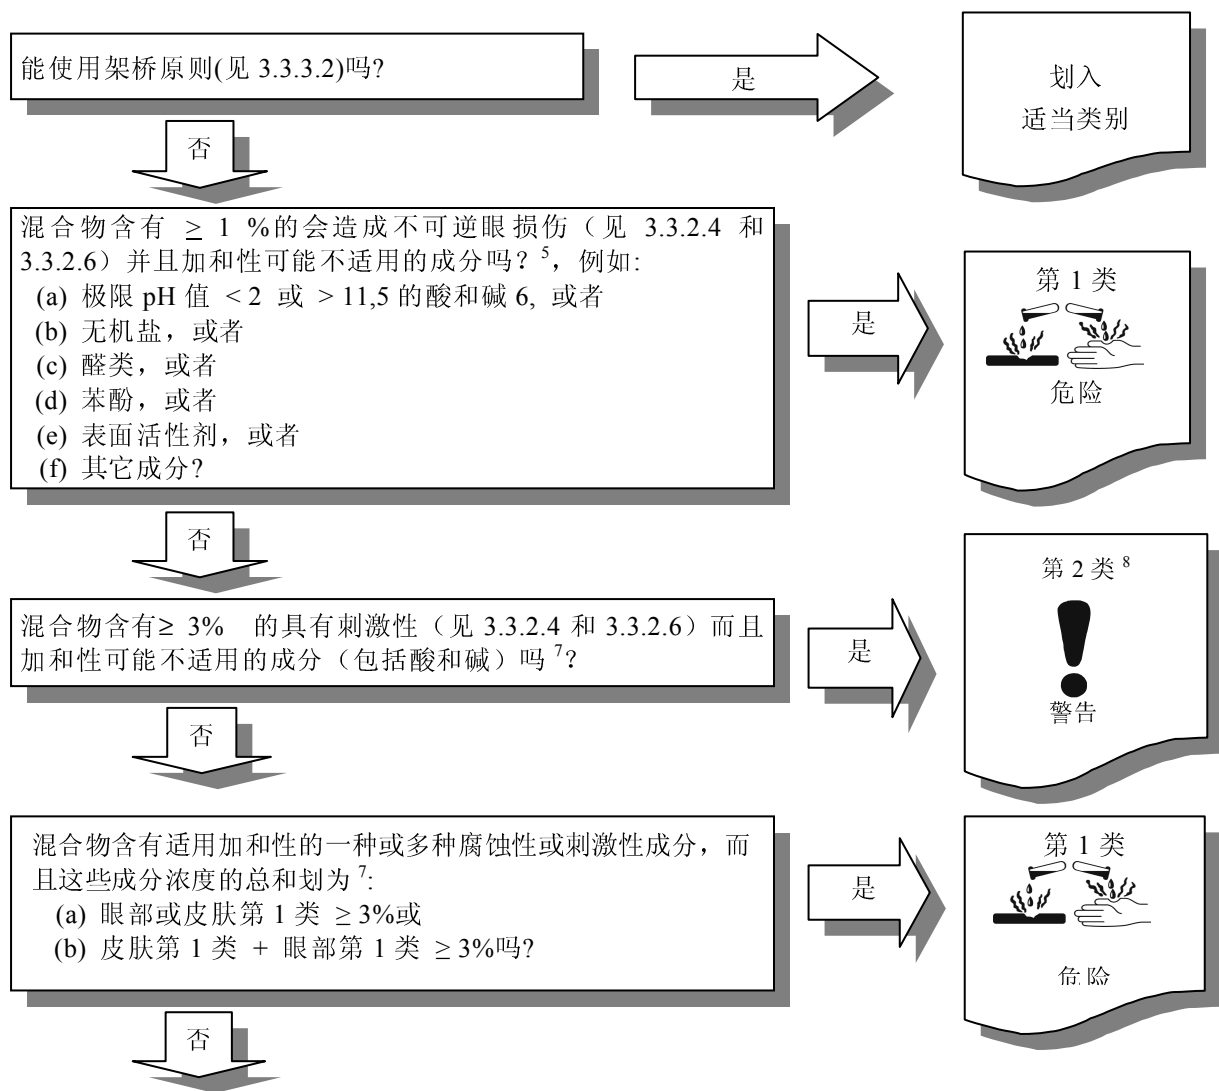 能使用架桥原则(见 3.3.3.2)吗?
是
划入
适当类别
否
混合物含有 ≥ 1 %的会造成不可逆眼损伤（见 3.3.2.4 和
3.3.2.6）并且加和性可能不适用的成分吗？⁵，例如:
(a) 极限 pH 值 < 2 或 > 11,5 的酸和碱 6, 或者
(b) 无机盐，或者
(c) 醛类，或者
(d) 苯酚，或者
(e) 表面活性剂，或者
(f) 其它成分?
是
第 1 类
危险
否
混合物含有≥ 3% 的具有刺激性（见 3.3.2.4 和 3.3.2.6）而且
加和性可能不适用的成分（包括酸和碱）吗 ⁷?
是
第 2 类 ⁸
警告
否
混合物含有适用加和性的一种或多种腐蚀性或刺激性成分，而
且这些成分浓度的总和划为 ⁷:
(a) 眼部或皮肤第 1 类 ≥ 3%或
(b) 皮肤第 1 类 + 眼部第 1 类 ≥ 3%吗?
是
第 1 类
危险
否